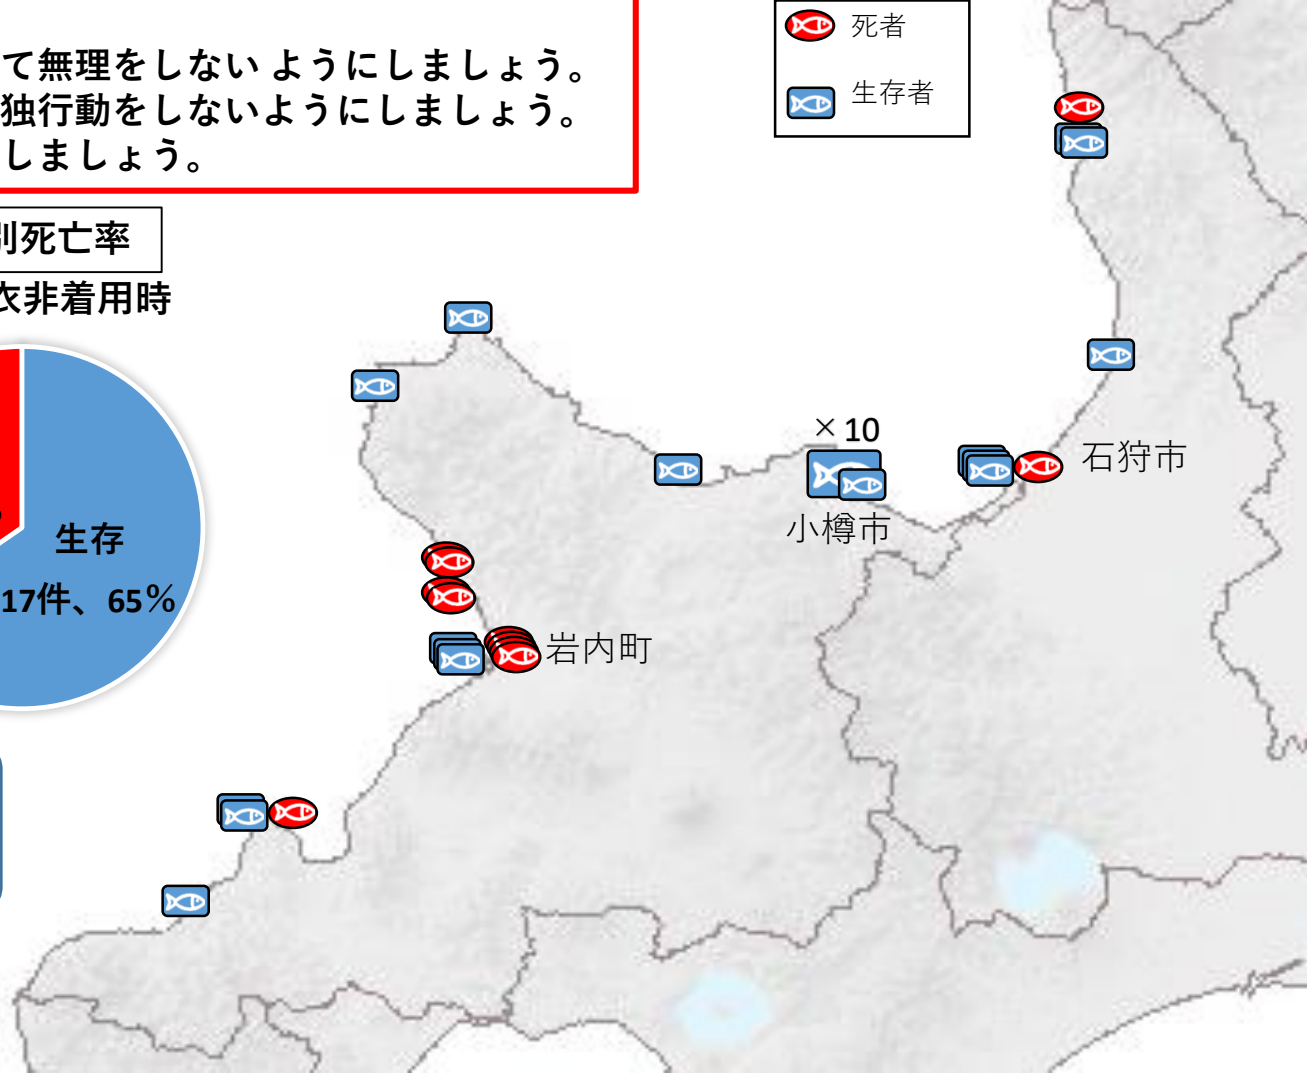 て無理をしない ようにしましょう。
独行動をしないようにしましょう。
しましょう。
別死亡率
衣非着用時
生存
17件、65%
死者
生存者
×10
小樽市
石狩市
岩内町